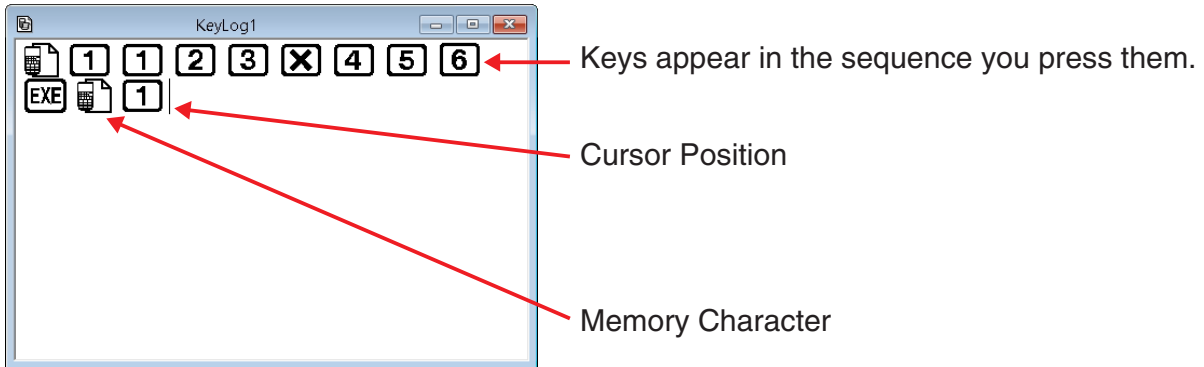 KeyLog1
1 1 2 3 × 4 5 6
EXE 1
Keys appear in the sequence you press them.
Cursor Position
Memory Character